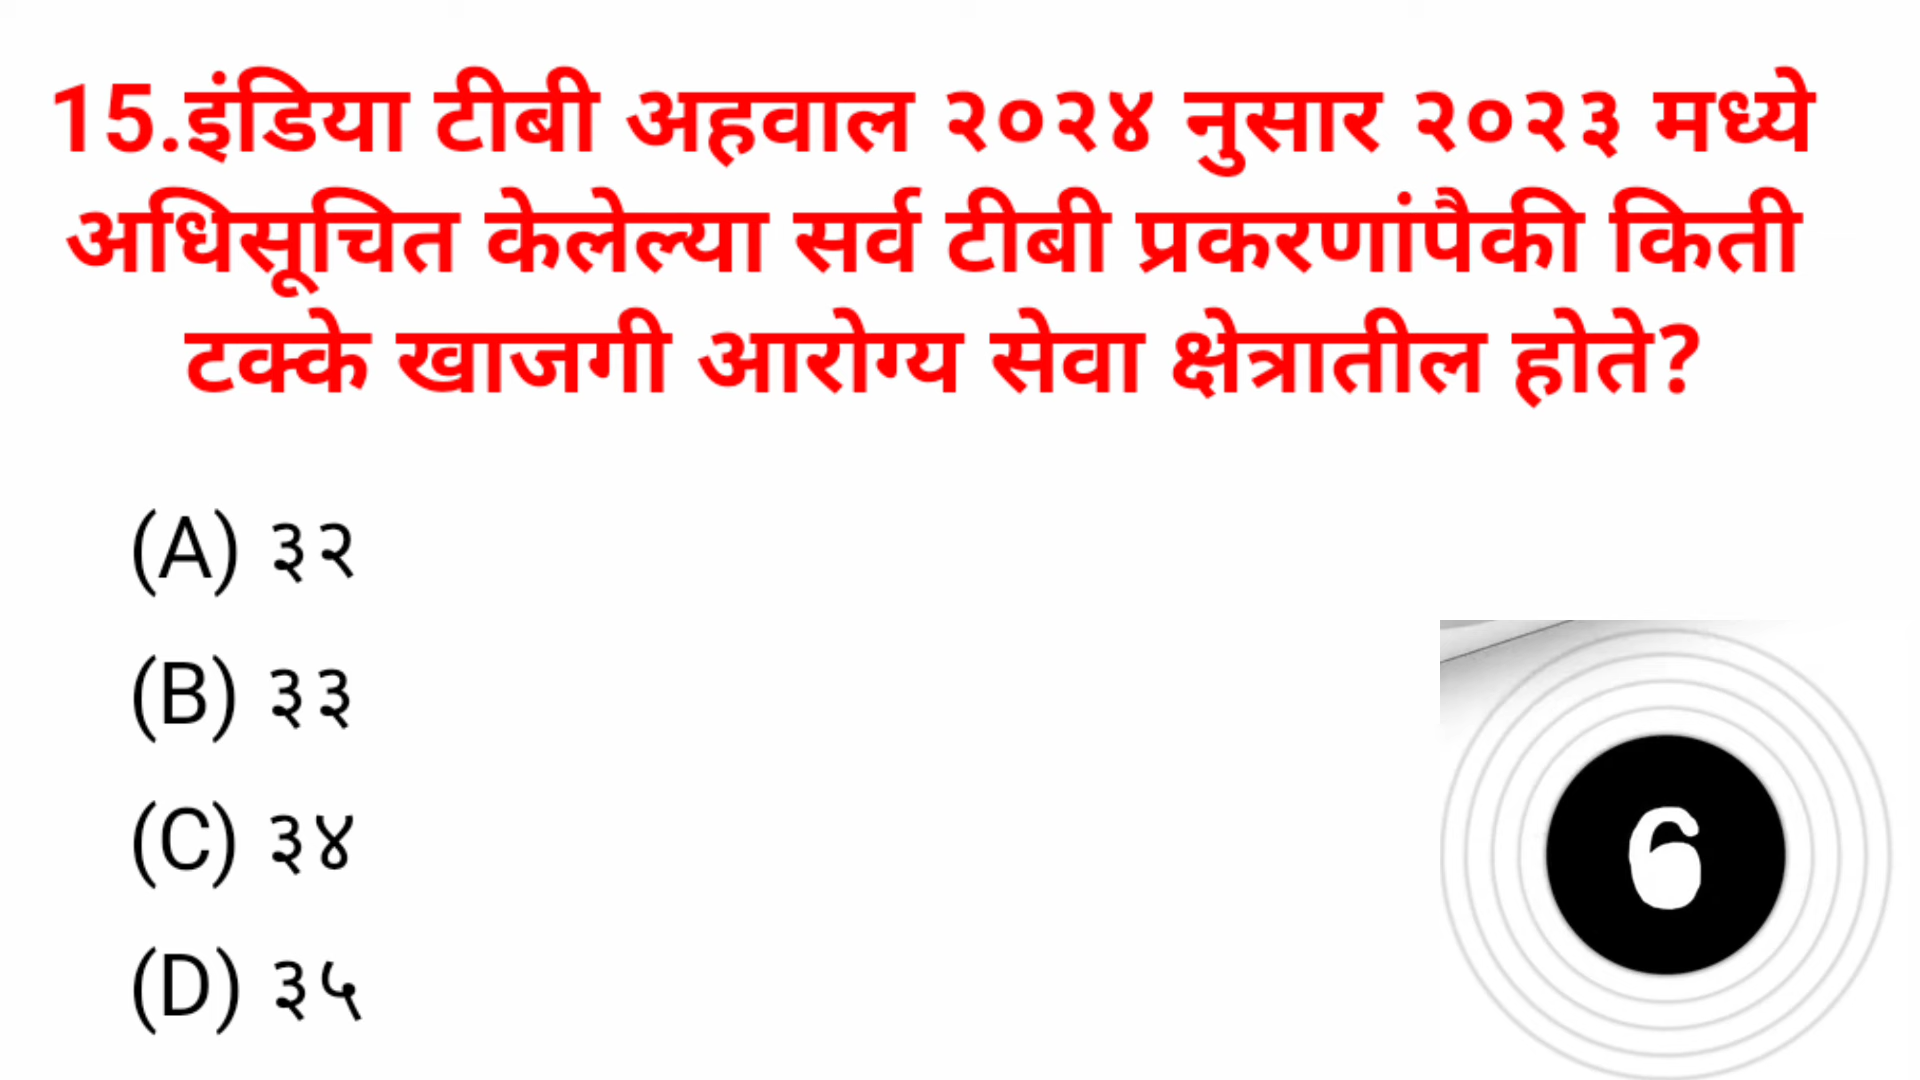 15.इंडिया टीबी अहवाल २०२४ नुसार २०२३ मध्ये
अधिसूचित केलेल्या सर्व टीबी प्रकरणांपैकी किती
टक्के खाजगी आरोग्य सेवा क्षेत्रातील होते?
(A) ३२
(B) ३३
(C) ३४
(D) ३५
6